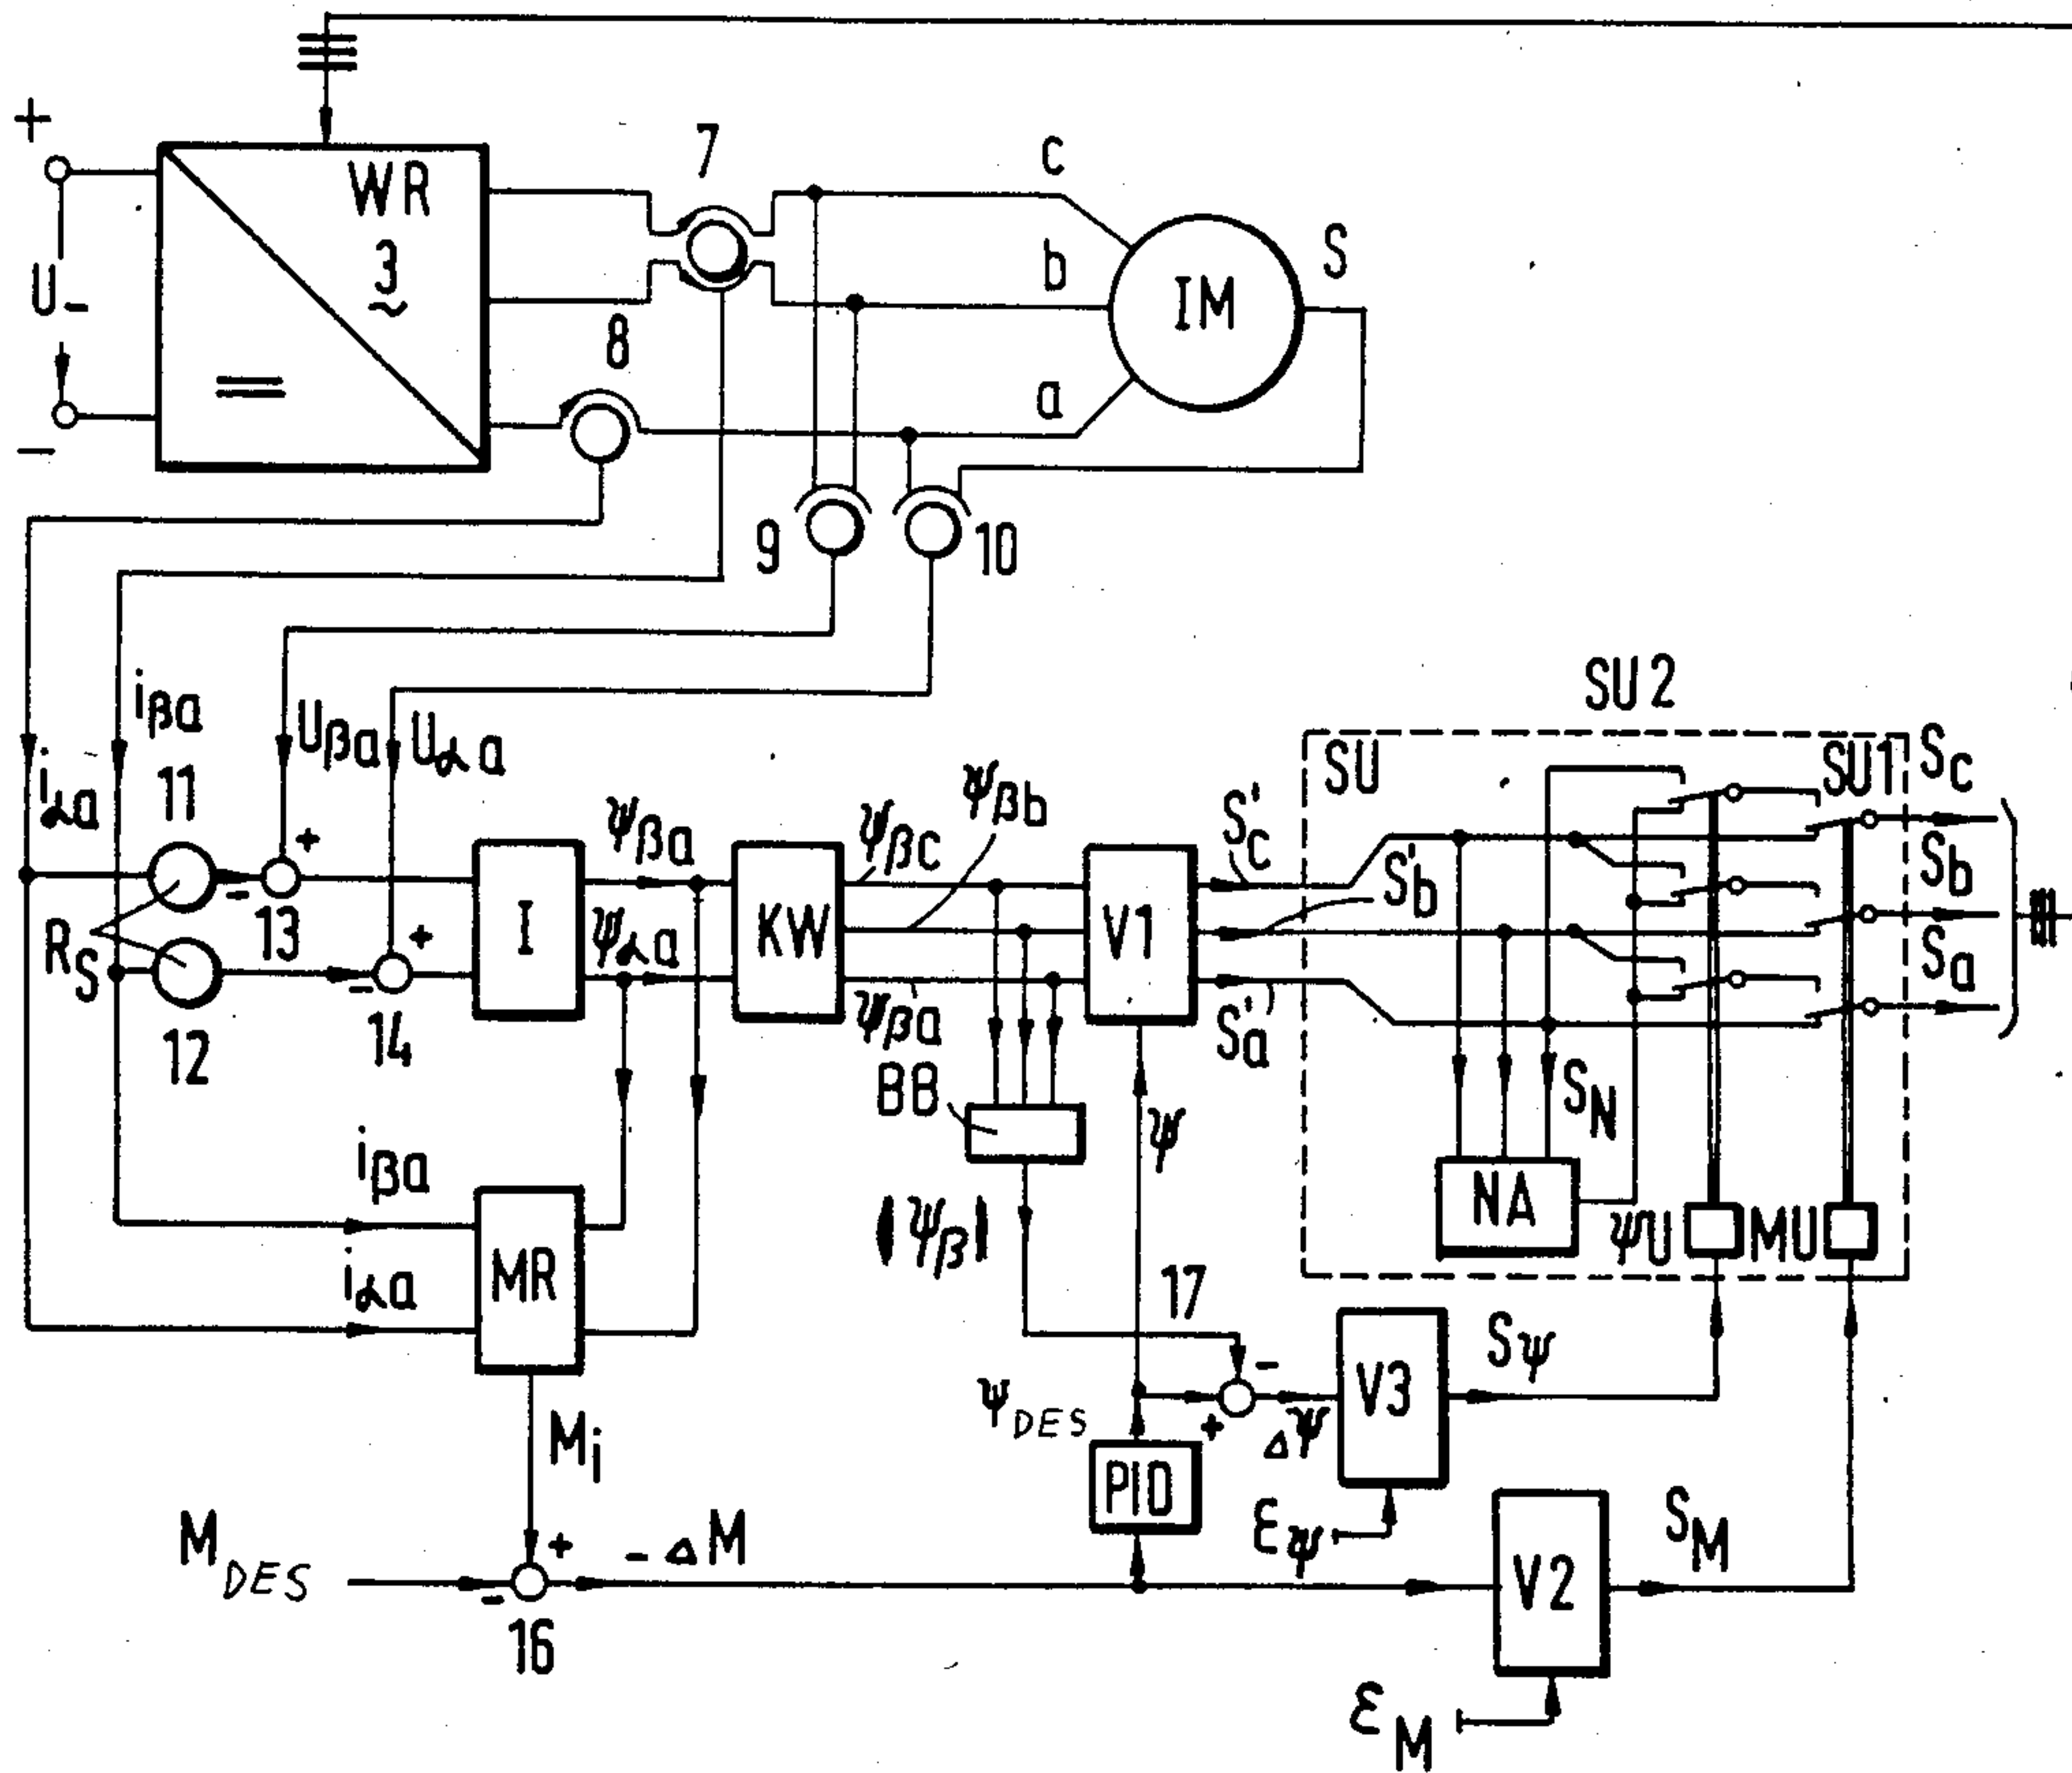 +
WR
3
~
=
U-
-
7
8
c
b
a
IM
S
9
10
iβa
Uβa
Uαa
iαa
11
+
-
13
RS
12
+
-
14
I
ψβa
ψαa
KW
ψβc
ψβb
ψβa
BB
V1
S'c
S'b
S'a
SU2
SU
SU1
Sc
Sb
Sa
SN
NA
ψU
MU
ψ
|ψβ|
iβa
iαa
MR
Mi
17
-
+
ψDES
Δψ
V3
Sψ
εψ
PID
MDES
+
-
16
-ΔM
V2
SM
εM